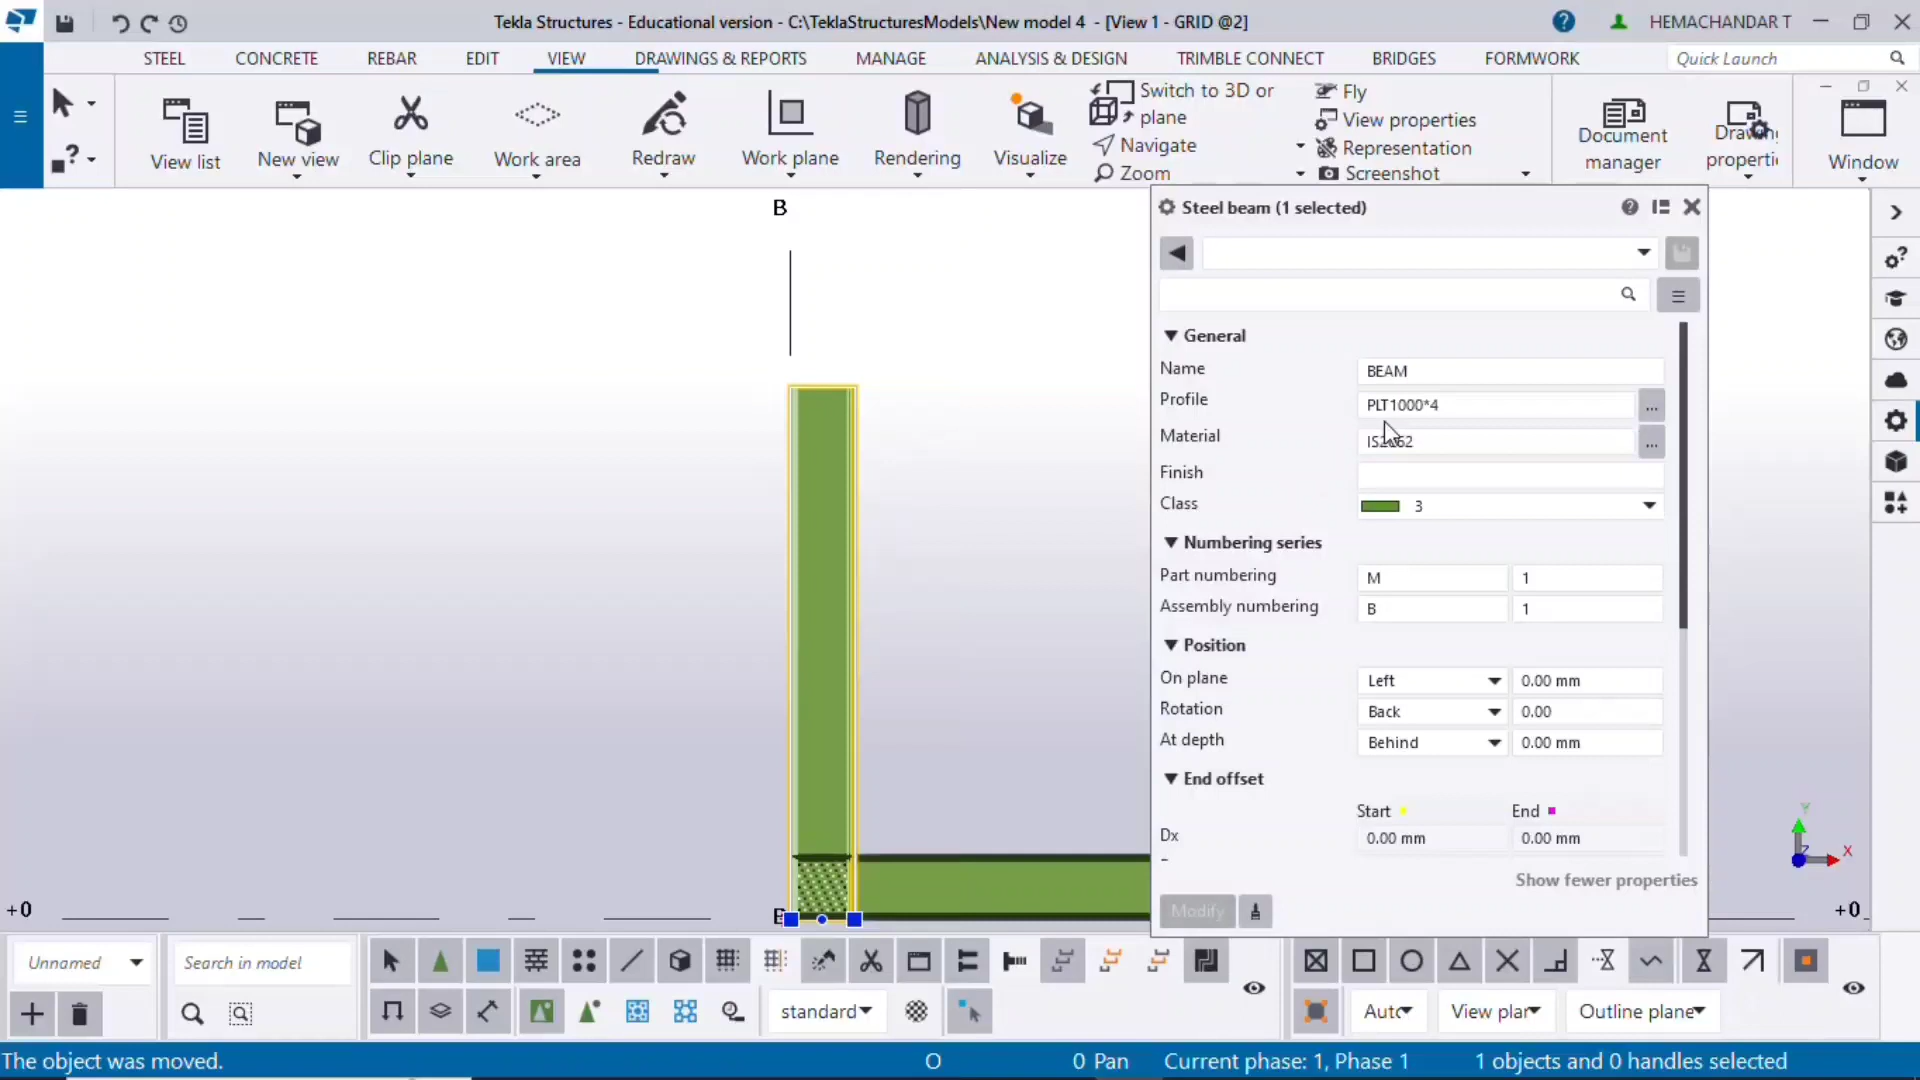 Tekla Structures - Educational version - C:\TeklaStructuresModels\New model 4 - [View 1 - GRID @2]
HEMACHANDAR T
STEEL CONCRETE REBAR EDIT VIEW DRAWINGS & REPORTS MANAGE ANALYSIS & DESIGN TRIMBLE CONNECT BRIDGES FORMWORK Quick Launch
View list
New view
Clip plane
Work area
Redraw
Work plane
Rendering
Visualize
Switch to 3D or
plane
Navigate
Zoom
Fly
View properties
Representation
Screenshot
Document
manager
Window
B
Steel beam (1 selected)
General
Name BEAM
Profile PLT1000*4 ...
Material ...
Finish
Class 3
Numbering series
Part numbering M 1
Assembly numbering B 1
Position
On plane Left 0.00 mm
Rotation Back 0.00
At depth Behind 0.00 mm
End offset
Start End
Dx 0.00 mm 0.00 mm
Show fewer properties
Modify
Y
X
Z
+0
+0
Unnamed
Search in model
standard
Outline plane
The object was moved. O 0 Pan Current phase: 1, Phase 1 1 objects and 0 handles selected